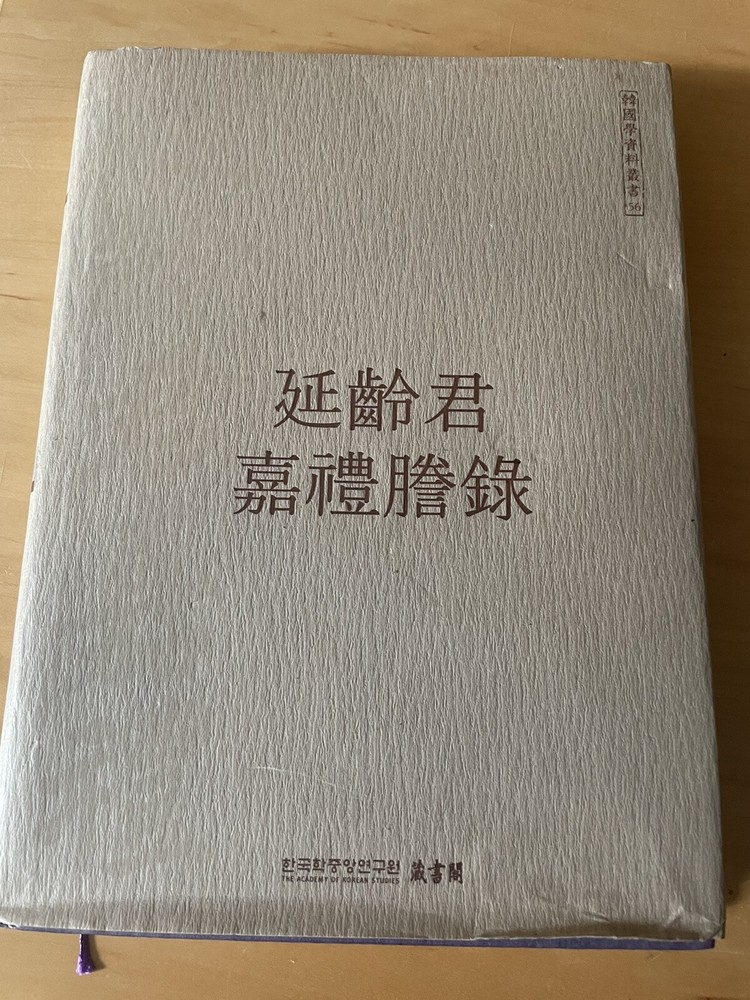 韓國學資料叢書 56
延齡君
嘉禮謄錄
한국학중앙연구원 藏書閣
THE ACADEMY OF KOREAN STUDIES